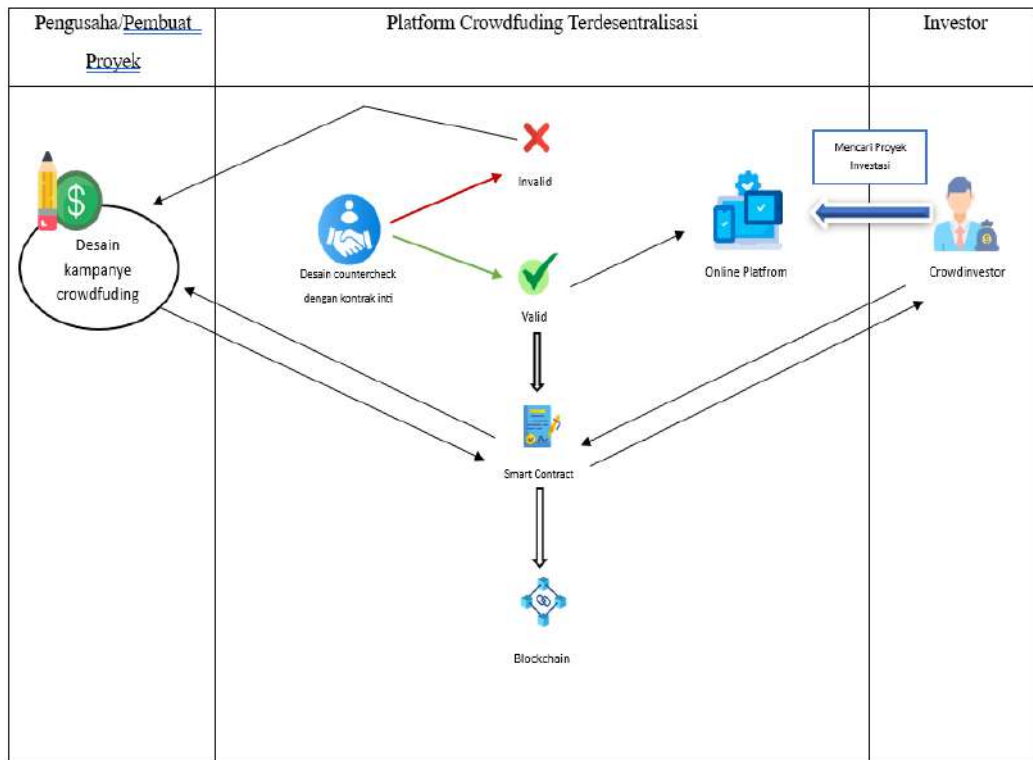 Pengusaha/Pembuat
Proyek
Platform Crowdfuding Terdesentralisasi
Investor
Invalid
Mencari Proyek
Investasi
Desain
kampanye
crowdfuding
Desain countercheck
dengan kontrak inti
Valid
Online Platfrom
Crowdinvestor
Smart Contract
Blockchain